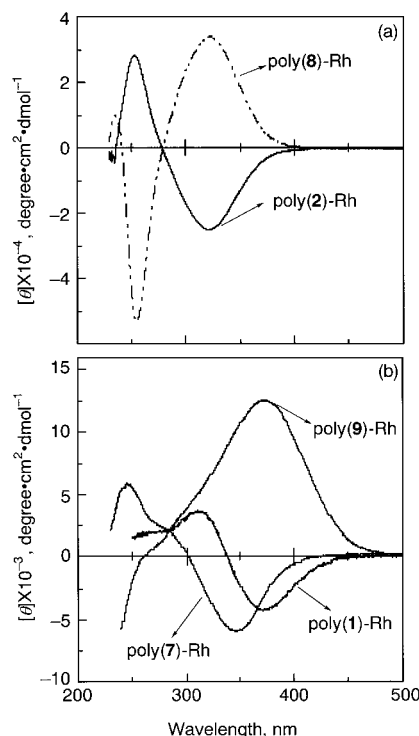 (a)
4
2
0
−2
−4
poly(8)-Rh
poly(2)-Rh
[θ]X10⁻⁴, degree•cm²•dmol⁻¹
(b)
15
10
5
0
−5
−10
poly(9)-Rh
poly(7)-Rh
poly(1)-Rh
[θ]X10⁻³, degree•cm²•dmol⁻¹
200 300 400 500
Wavelength, nm